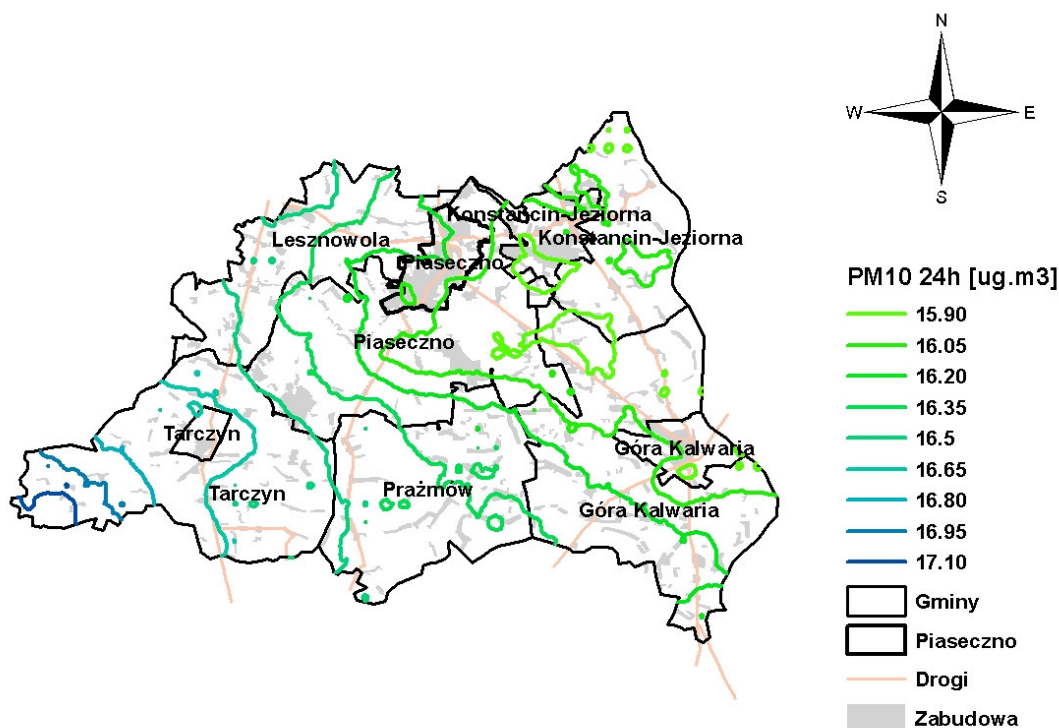 N
W
E
S
Konstancin-Jeziorna
Lesznowola
Konstancin-Jeziorna
Piaseczno
Piaseczno
Tarczyn
Góra Kalwaria
Tarczyn
Prażmów
Góra Kalwaria
PM10 24h [ug.m3]
15.90
16.05
16.20
16.35
16.5
16.65
16.80
16.95
17.10
Gminy
Piaseczno
Drogi
Zabudowa